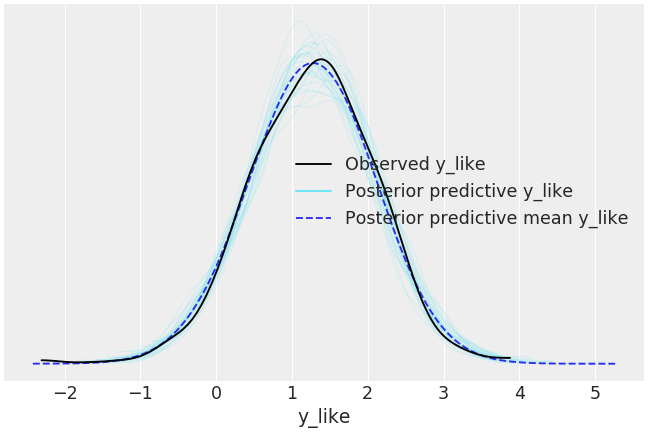 Observed y_like
Posterior predictive y_like
Posterior predictive mean y_like
−2 −1 0 1 2 3 4 5
y_like